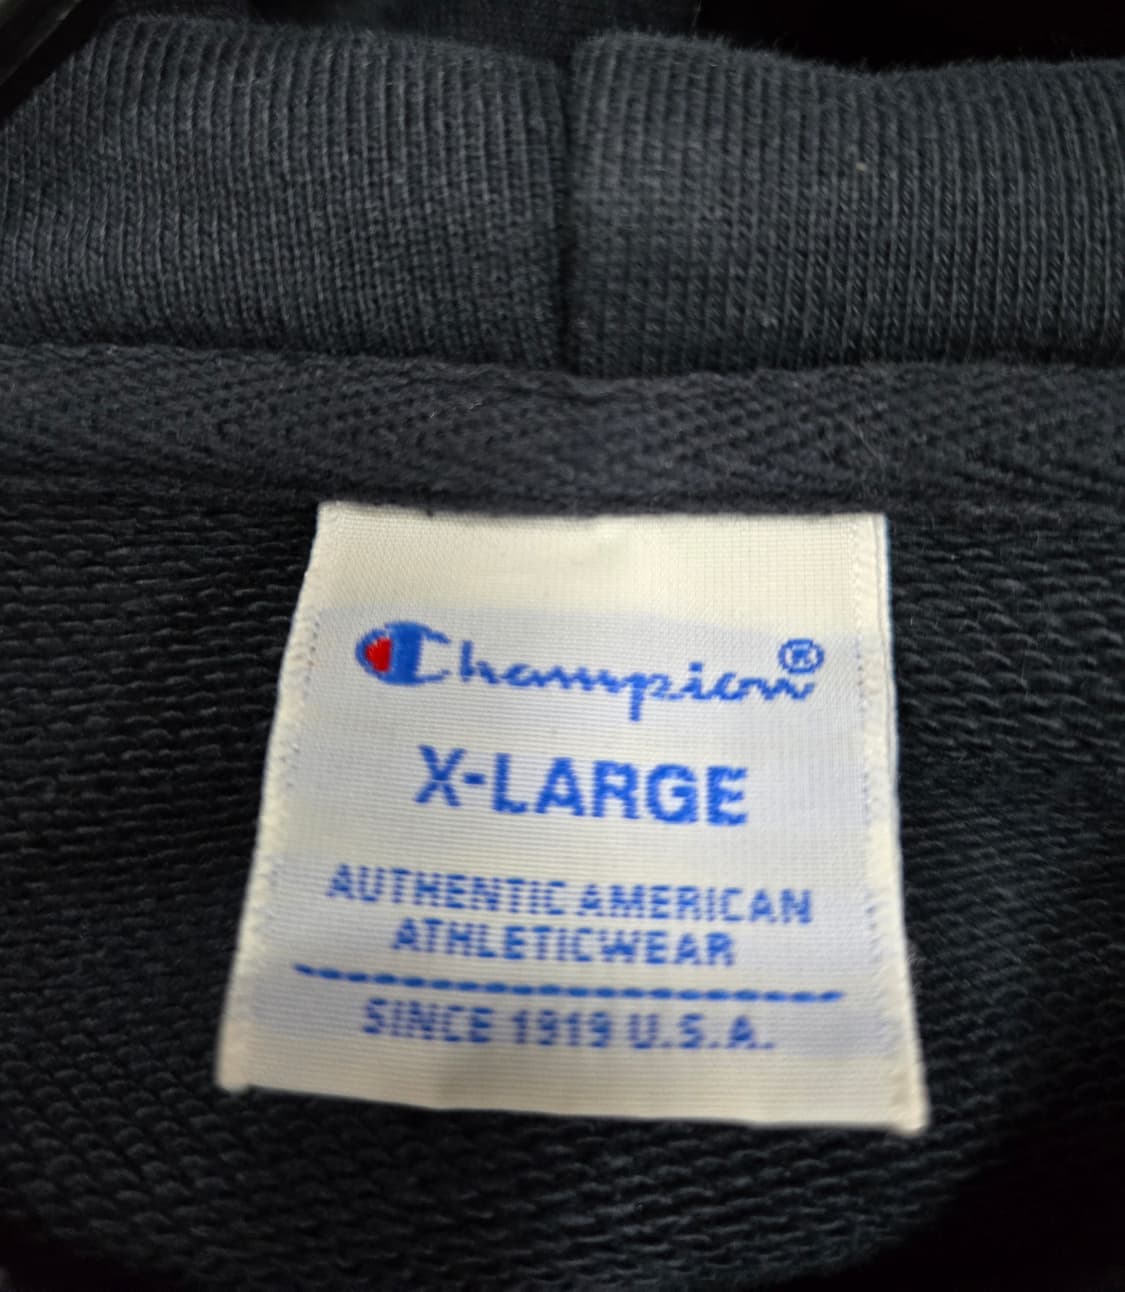 Champion®
X-LARGE
AUTHENTIC AMERICAN
ATHLETICWEAR
SINCE 1919 U.S.A.